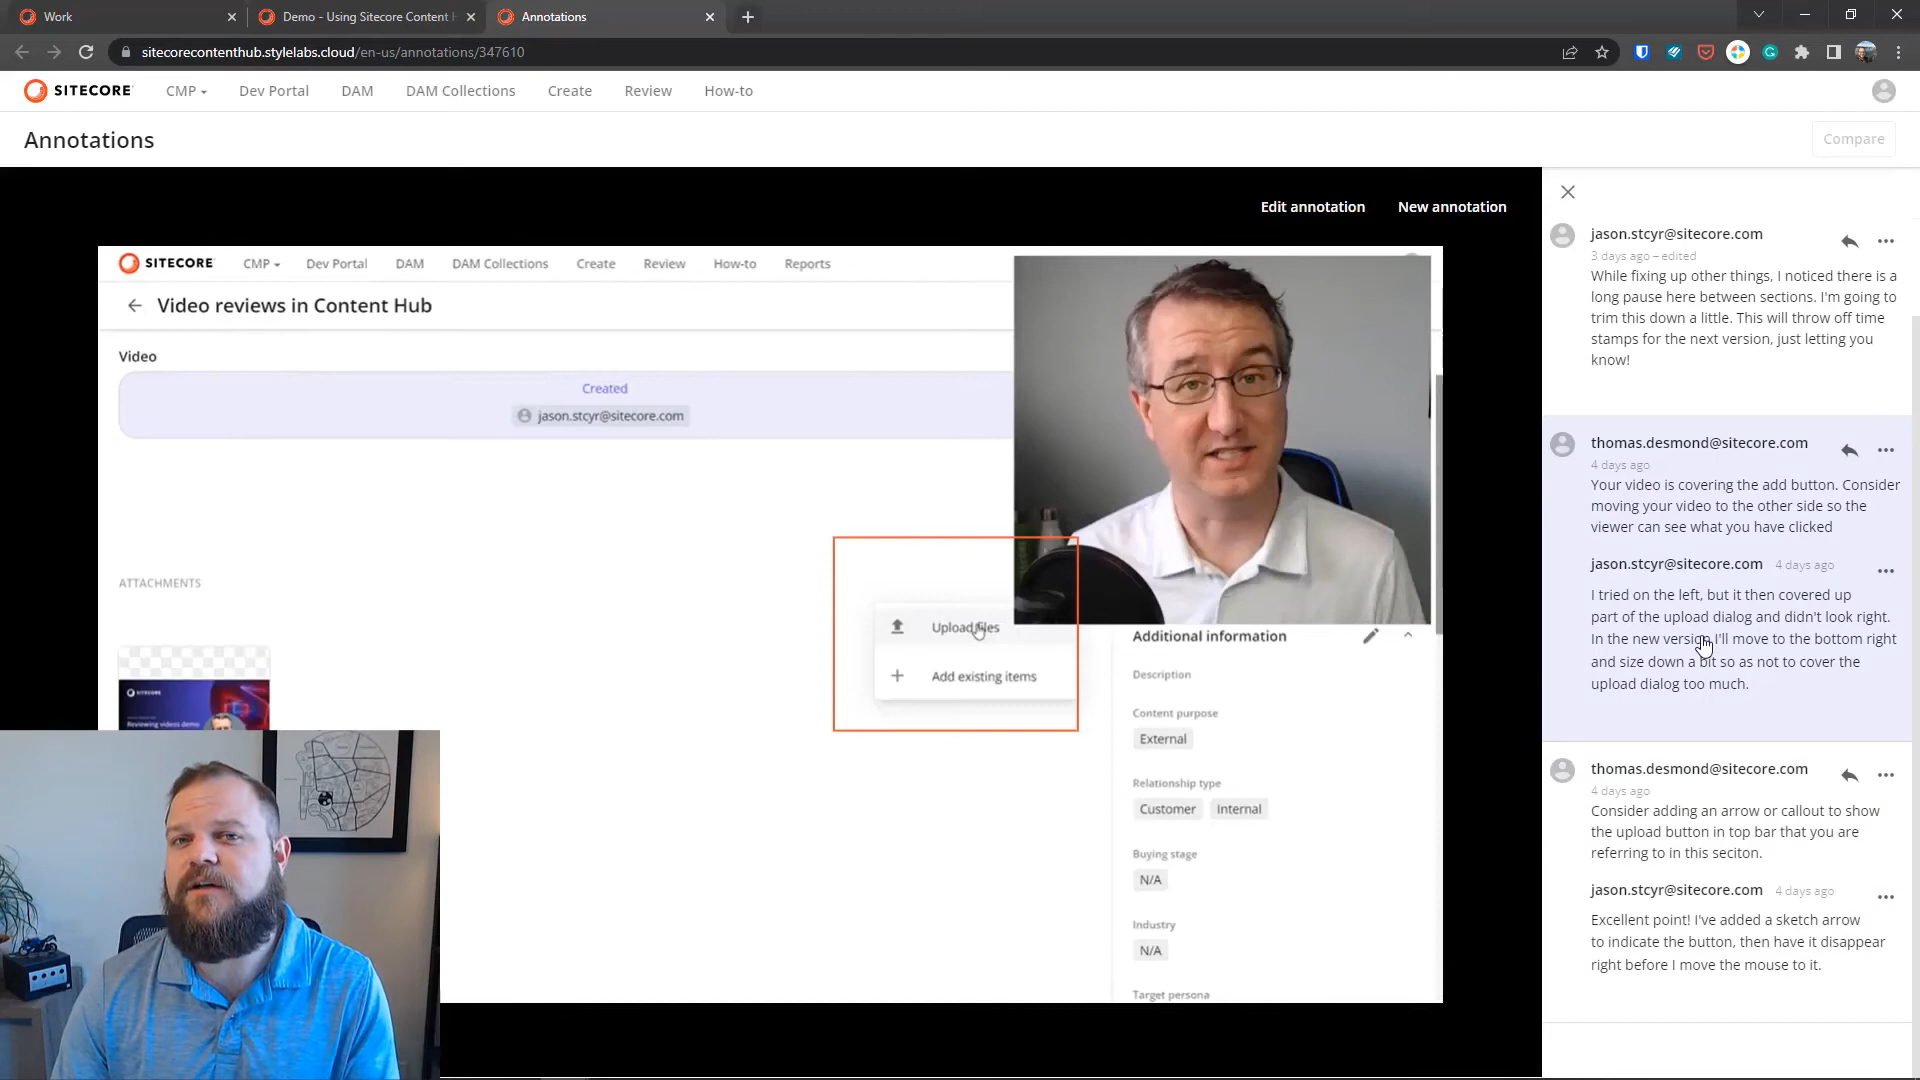 Work
Demo - Using Sitecore Content
Annotations
sitecorecontenthub.stylelabs.cloud/en-us/annotations/347610
SITECORE
CMP
Dev Portal
DAM
DAM Collections
Create
Review
How-to
Annotations
Compare
Edit annotation
New annotation
SITECORE
CMP
Dev Portal
DAM
DAM Collections
Create
Review
How-to
Reports
Video reviews in Content Hub
Video
Created
jason.stcyr@sitecore.com
ATTACHMENTS
SITECORE
Reviewing videos demo
Upload files
Add existing items
Additional information
Description
Content purpose
External
Relationship type
Customer
Internal
Buying stage
N/A
Industry
N/A
Target persona
jason.stcyr@sitecore.com
3 days ago – edited
While fixing up other things, I noticed there is a
long pause here between sections. I'm going to
trim this down a little. This will throw off time
stamps for the next version, just letting you
know!
thomas.desmond@sitecore.com
4 days ago
Your video is covering the add button. Consider
moving your video to the other side so the
viewer can see what you have clicked
jason.stcyr@sitecore.com 4 days ago
I tried on the left, but it then covered up
part of the upload dialog and didn't look right.
In the new version I'll move to the bottom right
and size down a bit so as not to cover the
upload dialog too much.
thomas.desmond@sitecore.com
4 days ago
Consider adding an arrow or callout to show
the upload button in top bar that you are
referring to in this seciton.
jason.stcyr@sitecore.com 4 days ago
Excellent point! I've added a sketch arrow
to indicate the button, then have it disappear
right before I move the mouse to it.